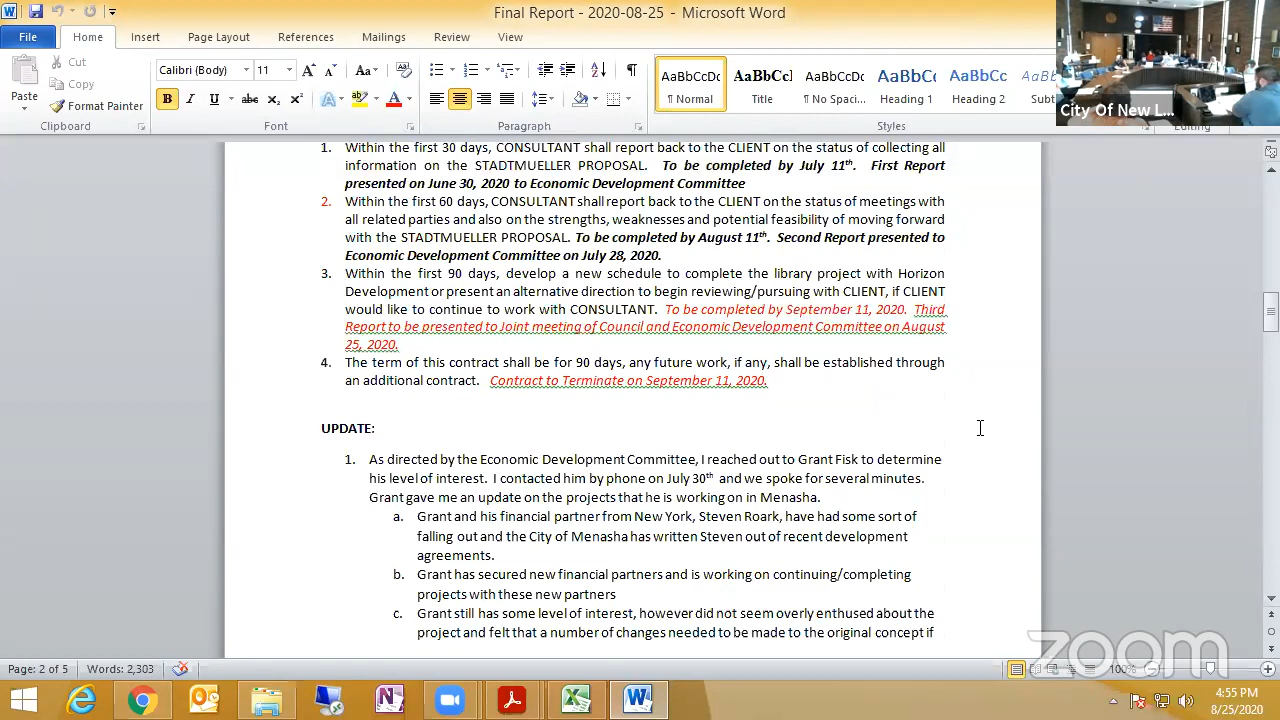 Final Report - 2020-08-25 - Microsoft Word
File Home Insert Page Layout References Mailings Review View
Cut
Copy
Format Painter
Paste
Calibri (Body) 11
AaBbCcDc AaBbCcI AaBbCcDc AaBbCc AaBbCc AaB
¶ Normal Title ¶ No Spaci... Heading 1 Heading 2 Subt
Clipboard Font Paragraph Styles Editing
City Of New L...
1. Within the first 30 days, CONSULTANT shall report back to the CLIENT on the status of collecting all
information on the STADTMUELLER PROPOSAL. To be completed by July 11th. First Report
presented on June 30, 2020 to Economic Development Committee
2. Within the first 60 days, CONSULTANT shall report back to the CLIENT on the status of meetings with
all related parties and also on the strengths, weaknesses and potential feasibility of moving forward
with the STADTMUELLER PROPOSAL. To be completed by August 11th. Second Report presented to
Economic Development Committee on July 28, 2020.
3. Within the first 90 days, develop a new schedule to complete the library project with Horizon
Development or present an alternative direction to begin reviewing/pursuing with CLIENT, if CLIENT
would like to continue to work with CONSULTANT. To be completed by September 11, 2020. Third
Report to be presented to Joint meeting of Council and Economic Development Committee on August
25, 2020.
4. The term of this contract shall be for 90 days, any future work, if any, shall be established through
an additional contract. Contract to Terminate on September 11, 2020.
UPDATE:
1. As directed by the Economic Development Committee, I reached out to Grant Fisk to determine
his level of interest. I contacted him by phone on July 30th and we spoke for several minutes.
Grant gave me an update on the projects that he is working on in Menasha.
a. Grant and his financial partner from New York, Steven Roark, have had some sort of
falling out and the City of Menasha has written Steven out of recent development
agreements.
b. Grant has secured new financial partners and is working on continuing/completing
projects with these new partners
c. Grant still has some level of interest, however did not seem overly enthused about the
project and felt that a number of changes needed to be made to the original concept if
zoom
Page: 2 of 5 Words: 2,303 100%
4:55 PM
8/25/2020